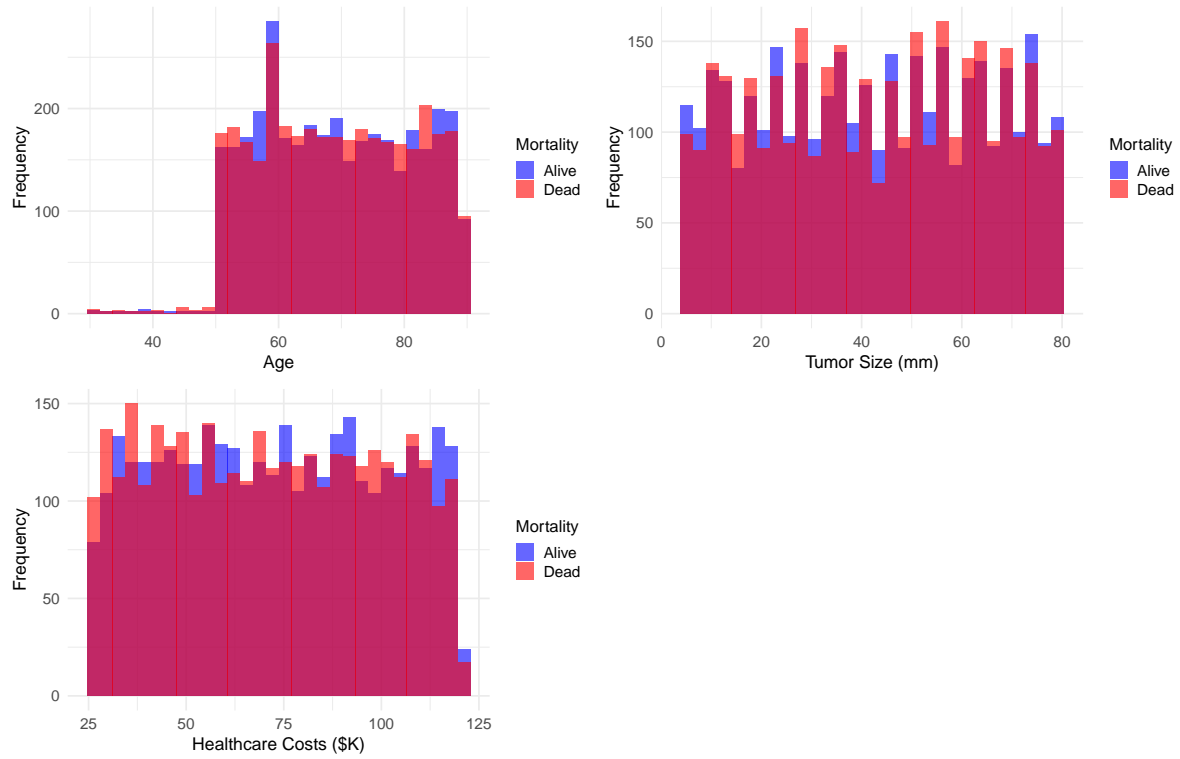 Frequency
200
100
0
40
60
80
Age
Mortality
Alive
Dead
Frequency
150
100
50
0
0
20
40
60
80
Tumor Size (mm)
Mortality
Alive
Dead
Frequency
150
100
50
0
25
50
75
100
125
Healthcare Costs ($K)
Mortality
Alive
Dead